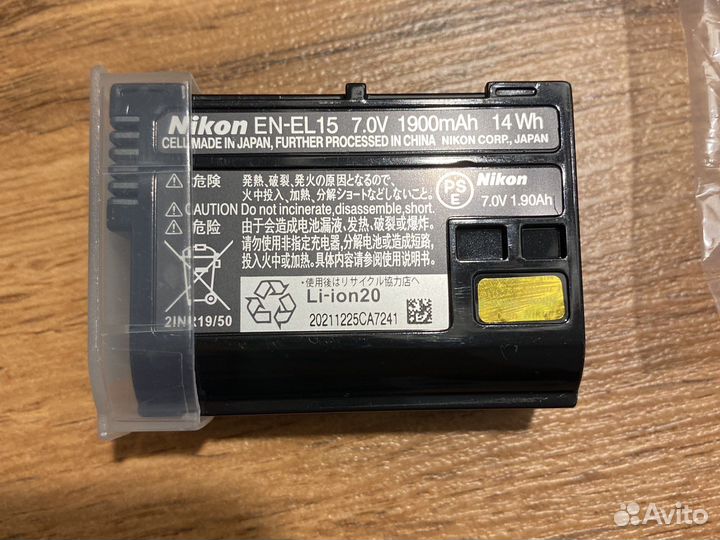 Nikon EN-EL15 7.0V 1900mAh 14Wh
CELL MADE IN JAPAN, FURTHER PROCESSED IN CHINA NIKON CORP., JAPAN
⚠危険 発熱、破裂、発火の原因となるので、
火中投入、加熱、分解ショートなどしないこと。
⚠CAUTION Do not incinerate, disassemble, short.
⚠危险 由于会造成电池漏液、发热、破裂或爆炸。
请勿使用非指定充电器,分解电池或造成短路,
投入火中或加热。具体内容请参阅使用说明书。
PS
E
Nikon
7.0V 1.90Ah
2INR19/50
・使用後はリサイクル協力店へ
Li-ion20
20211225CA7241
Nikon
Avito